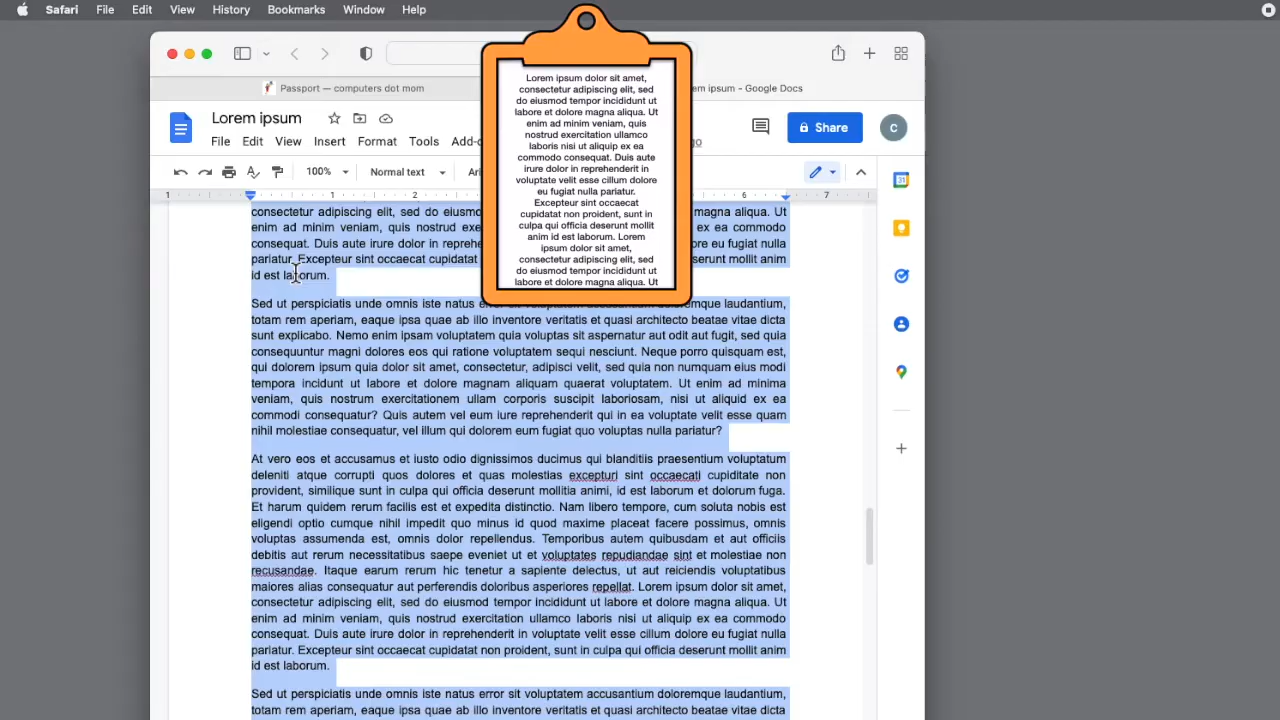 Safari File Edit View History Bookmarks Window Help
Passport — computers dot mom
em ipsum - Google Docs
Lorem ipsum
Share
C
File Edit View Insert Format Tools
100% Normal text
31
1 1 2 6 7
Lorem ipsum dolor sit amet,
consectetur adipiscing elit, sed
do eiusmod tempor incididunt ut
labore et dolore magna aliqua. Ut
enim ad minim veniam, quis
nostrud exercitation ullamco
laboris nisi ut aliquip ex ea
commodo consequat. Duis aute
irure dolor in reprehenderit in
voluptate velit esse cillum dolore
eu fugiat nulla pariatur.
Excepteur sint occaecat
cupidatat non proident, sunt in
culpa qui officia deserunt mollit
anim id est laborum. Lorem
ipsum dolor sit amet,
consectetur adipiscing elit, sed
do eiusmod tempor incididunt ut
labore et dolore magna aliqua. Ut
consectetur adipiscing elit, sed do eiusmo magna aliqua. Ut
enim ad minim veniam, quis nostrud exerc ex ea commodo
consequat. Duis aute irure dolor in reprehe ore eu fugiat nulla
pariatur. Excepteur sint occaecat cupidatat deserunt mollit anim
id est laborum.
Sed ut perspiciatis unde omnis iste natus doloremque laudantium,
totam rem aperiam, eaque ipsa quae ab illo inventore veritatis et quasi architecto beatae vitae dicta
sunt explicabo. Nemo enim ipsam voluptatem quia voluptas sit aspernatur aut odit aut fugit, sed quia
consequuntur magni dolores eos qui ratione voluptatem sequi nesciunt. Neque porro quisquam est,
qui dolorem ipsum quia dolor sit amet, consectetur, adipisci velit, sed quia non numquam eius modi
tempora incidunt ut labore et dolore magnam aliquam quaerat voluptatem. Ut enim ad minima
veniam, quis nostrum exercitationem ullam corporis suscipit laboriosam, nisi ut aliquid ex ea
commodi consequatur? Quis autem vel eum iure reprehenderit qui in ea voluptate velit esse quam
nihil molestiae consequatur, vel illum qui dolorem eum fugiat quo voluptas nulla pariatur?
At vero eos et accusamus et iusto odio dignissimos ducimus qui blanditiis praesentium voluptatum
deleniti atque corrupti quos dolores et quas molestias excepturi sint occaecati cupiditate non
provident, similique sunt in culpa qui officia deserunt mollitia animi, id est laborum et dolorum fuga.
Et harum quidem rerum facilis est et expedita distinctio. Nam libero tempore, cum soluta nobis est
eligendi optio cumque nihil impedit quo minus id quod maxime placeat facere possimus, omnis
voluptas assumenda est, omnis dolor repellendus. Temporibus autem quibusdam et aut officiis
debitis aut rerum necessitatibus saepe eveniet ut et voluptates repudiandae sint et molestiae non
recusandae. Itaque earum rerum hic tenetur a sapiente delectus, ut aut reiciendis voluptatibus
maiores alias consequatur aut perferendis doloribus asperiores repellat. Lorem ipsum dolor sit amet,
consectetur adipiscing elit, sed do eiusmod tempor incididunt ut labore et dolore magna aliqua. Ut
enim ad minim veniam, quis nostrud exercitation ullamco laboris nisi ut aliquip ex ea commodo
consequat. Duis aute irure dolor in reprehenderit in voluptate velit esse cillum dolore eu fugiat nulla
pariatur. Excepteur sint occaecat cupidatat non proident, sunt in culpa qui officia deserunt mollit anim
id est laborum.
Sed ut perspiciatis unde omnis iste natus error sit voluptatem accusantium doloremque laudantium,
totam rem aperiam, eaque ipsa quae ab illo inventore veritatis et quasi architecto beatae vitae dicta